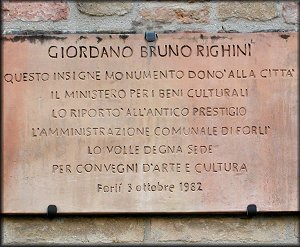 GIORDANO BRUNO RIGHINI
QUESTO INSIGNE MONUMENTO DONO' ALLA CITTA'
IL MINISTERO PER I BENI CULTURALI
LO RIPORTO' ALL'ANTICO PRESTIGIO
L'AMMINISTRAZIONE COMUNALE DI FORLI'
LO VOLLE DEGNA SEDE
PER CONVEGNI D'ARTE E CULTURA
Forlí 3 ottobre 1982